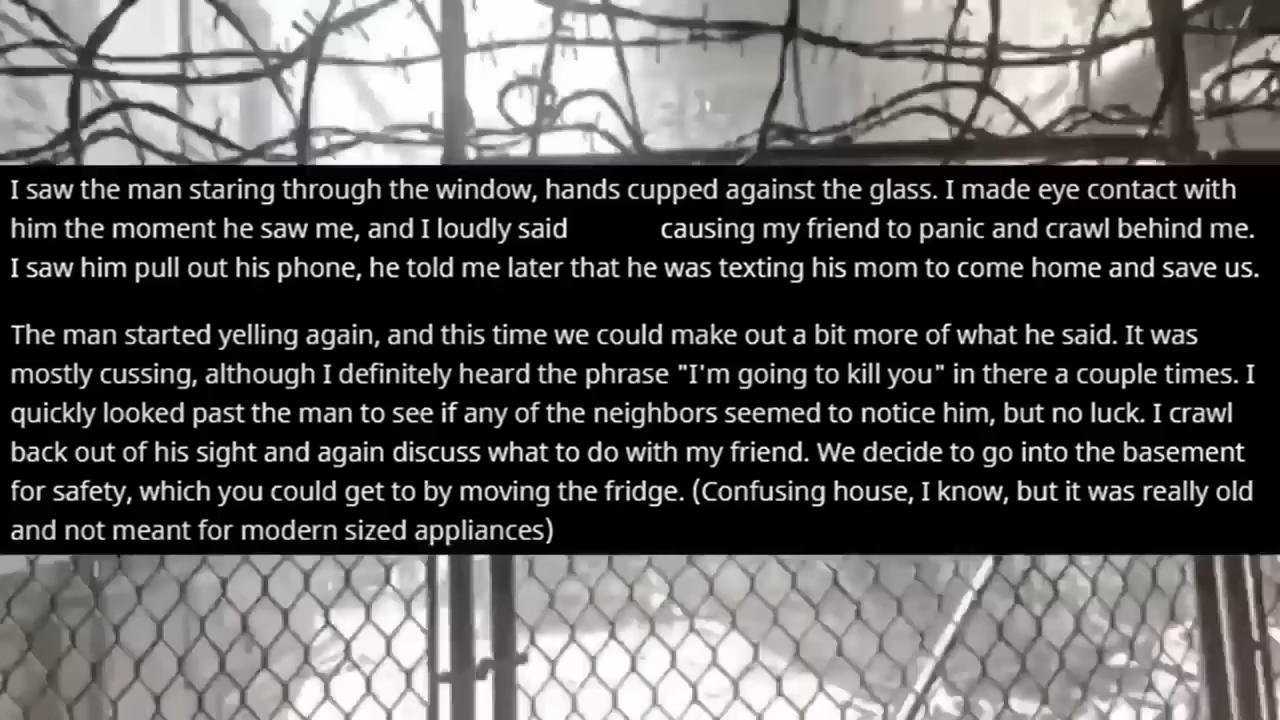 I saw the man staring through the window, hands cupped against the glass. I made eye contact with
him the moment he saw me, and I loudly said causing my friend to panic and crawl behind me.
I saw him pull out his phone, he told me later that he was texting his mom to come home and save us.
The man started yelling again, and this time we could make out a bit more of what he said. It was
mostly cussing, although I definitely heard the phrase "I'm going to kill you" in there a couple times. I
quickly looked past the man to see if any of the neighbors seemed to notice him, but no luck. I crawl
back out of his sight and again discuss what to do with my friend. We decide to go into the basement
for safety, which you could get to by moving the fridge. (Confusing house, I know, but it was really old
and not meant for modern sized appliances)